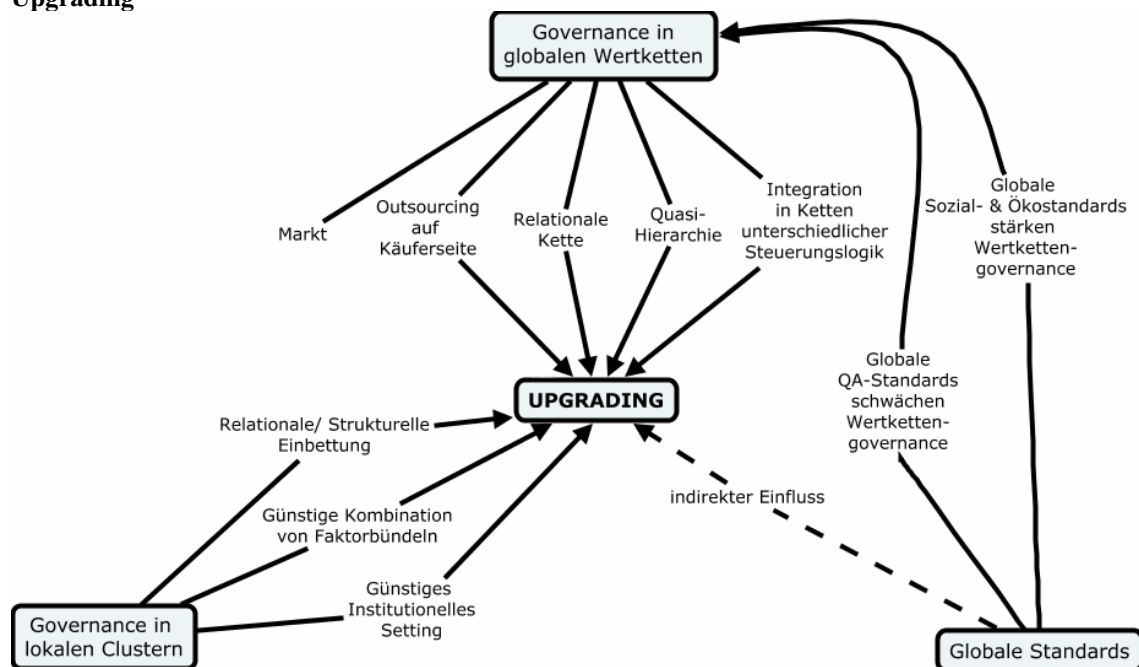 Upgrading
Governance in
globalen Wertketten
Markt
Outsourcing
auf
Käuferseite
Relationale
Kette
Quasi-
Hierarchie
Integration
in Ketten
unterschiedlicher
Steuerungslogik
Globale
Sozial- & Ökostandards
stärken
Wertketten-
governance
Globale
QA-Standards
schwächen
Wertketten-
governance
UPGRADING
Relationale/ Strukturelle
Einbettung
Günstige Kombination
von Faktorbündeln
Günstiges
Institutionelles
Setting
indirekter Einfluss
Governance in
lokalen Clustern
Globale Standards